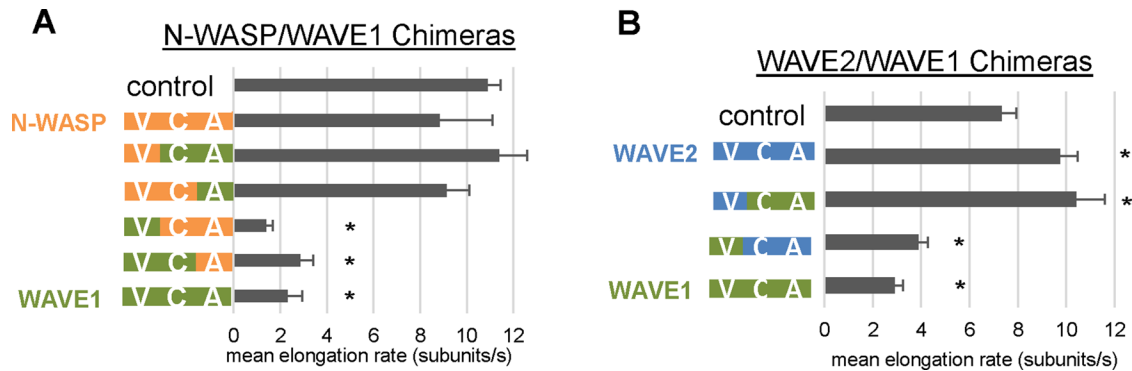 A
N-WASP/WAVE1 Chimeras
control
N-WASP V C A
V C A
V C A
V C A *
V C A *
WAVE1 V C A *
0 2 4 6 8 10 12
mean elongation rate (subunits/s)
B
WAVE2/WAVE1 Chimeras
control
WAVE2 V C A *
V C A *
V C A *
WAVE1 V C A *
0 2 4 6 8 10 12
mean elongation rate (subunits/s)